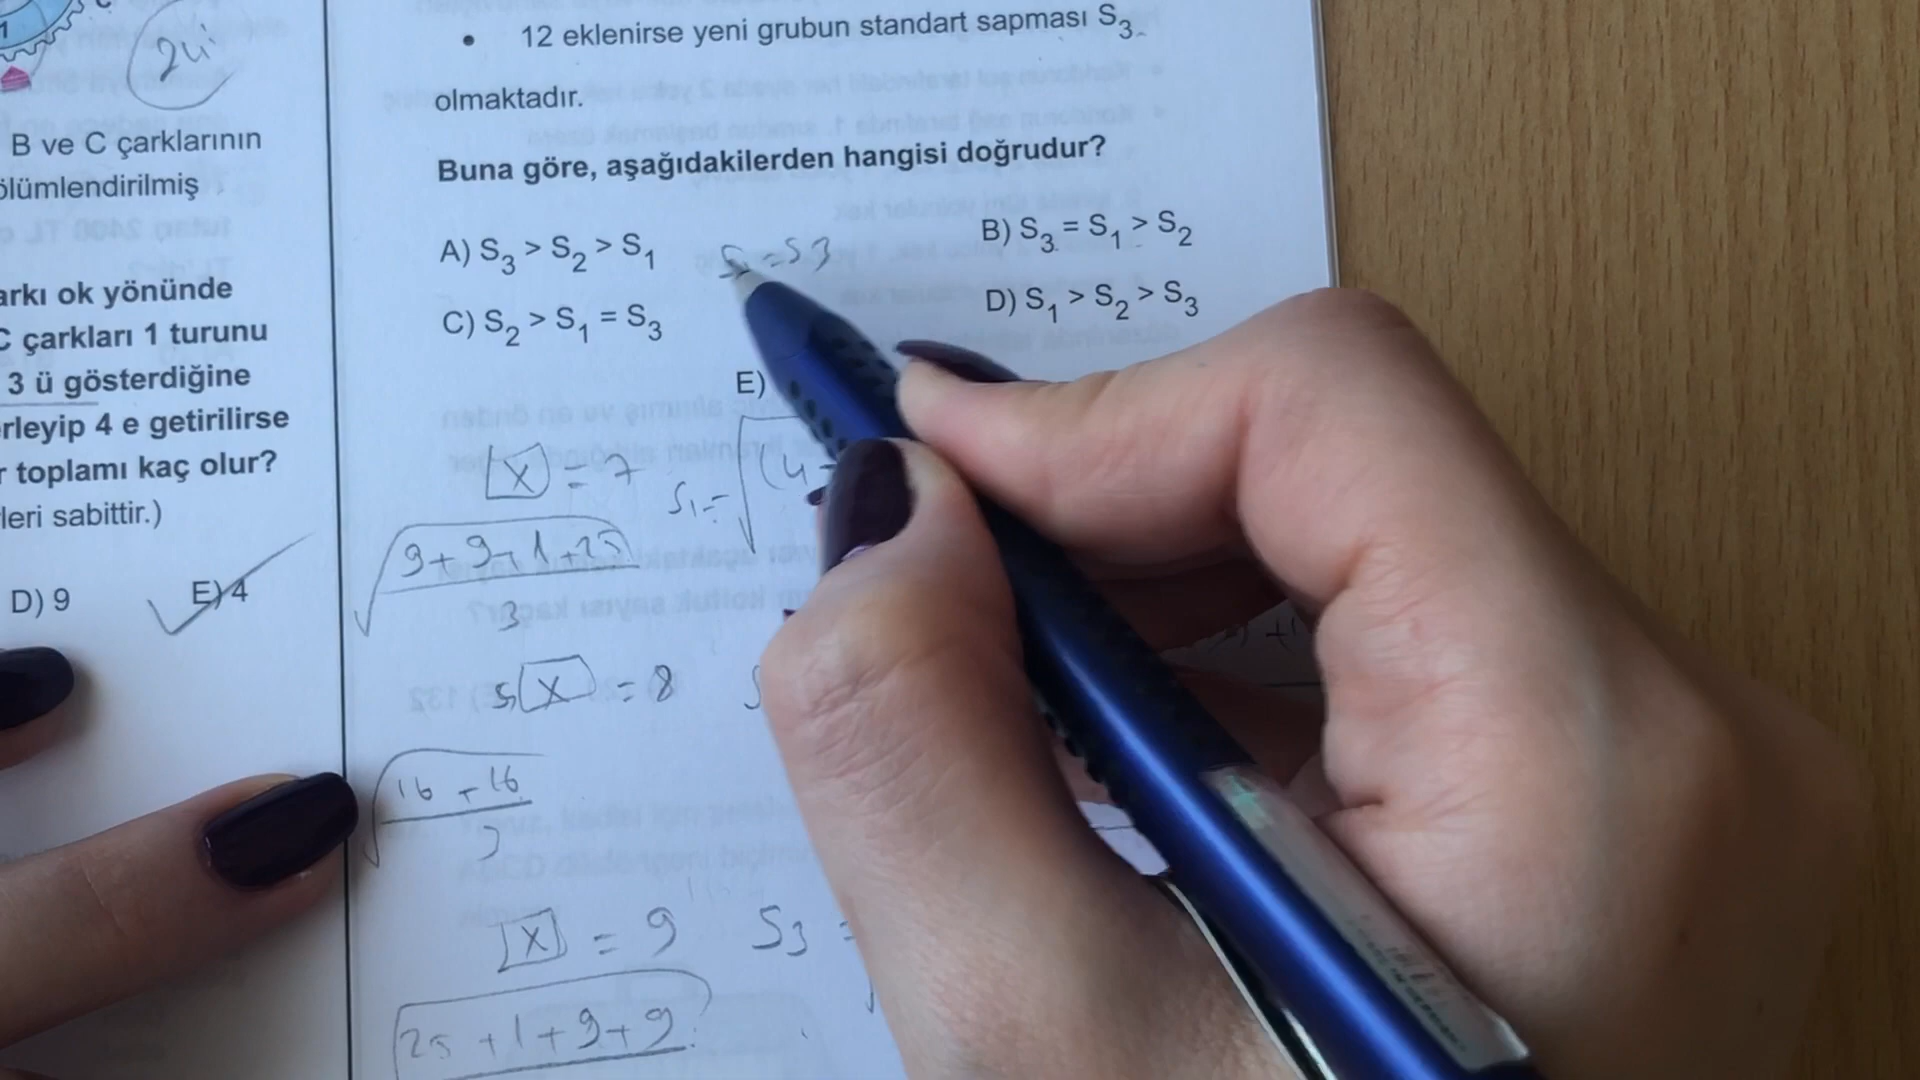 B ve C çarklarının
ölümlendirilmiş
arkı ok yönünde
C çarkları 1 turunu
3 ü gösterdiğine
erleyip 4 e getirilirse
r toplamı kaç olur?
leri sabittir.)
D) 9
E) 4
• 12 eklenirse yeni grubun standart sapması S₃
olmaktadır.
Buna göre, aşağıdakilerden hangisi doğrudur?
A) S₃ > S₂ > S₁
B) S₃ = S₁ > S₂
C) S₂ > S₁ = S₃
D) S₁ > S₂ > S₃
E)
S₁ = S3
X = 7
S₁ = √(4-
√9+9+1+25
3
X = 8
√16+16
X = 9 S₃ =
25+1+9+9